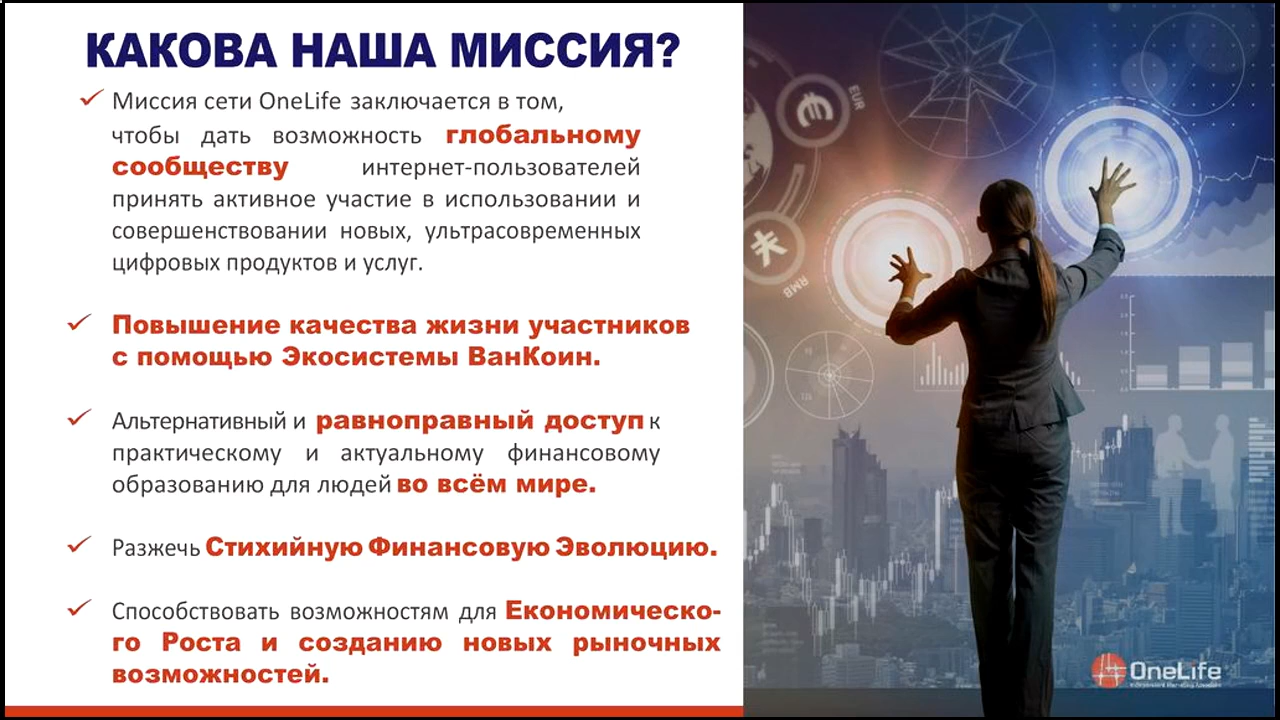 КАКОВА НАША МИССИЯ?
Миссия сети OneLife заключается в том,
чтобы дать возможность глобальному
сообществу интернет-пользователей
принять активное участие в использовании и
совершенствовании новых, ультрасовременных
цифровых продуктов и услуг.
Повышение качества жизни участников
с помощью Экосистемы ВанКоин.
Альтернативный и равноправный доступ к
практическому и актуальному финансовому
образованию для людей во всём мире.
Разжечь Стихийную Финансовую Эволюцию.
Способствовать возможностям для Економическо-
го Роста и созданию новых рыночных
возможностей.
EUR
RMB
OneLife